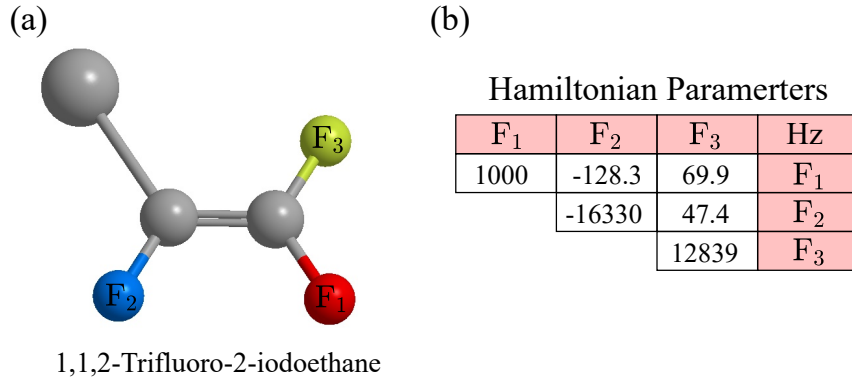 (a)
F₃
F₂
F₁
1,1,2-Trifluoro-2-iodoethane
(b)
Hamiltonian Paramerters
F₁ F₂ F₃ Hz
1000 -128.3 69.9 F₁
-16330 47.4 F₂
12839 F₃